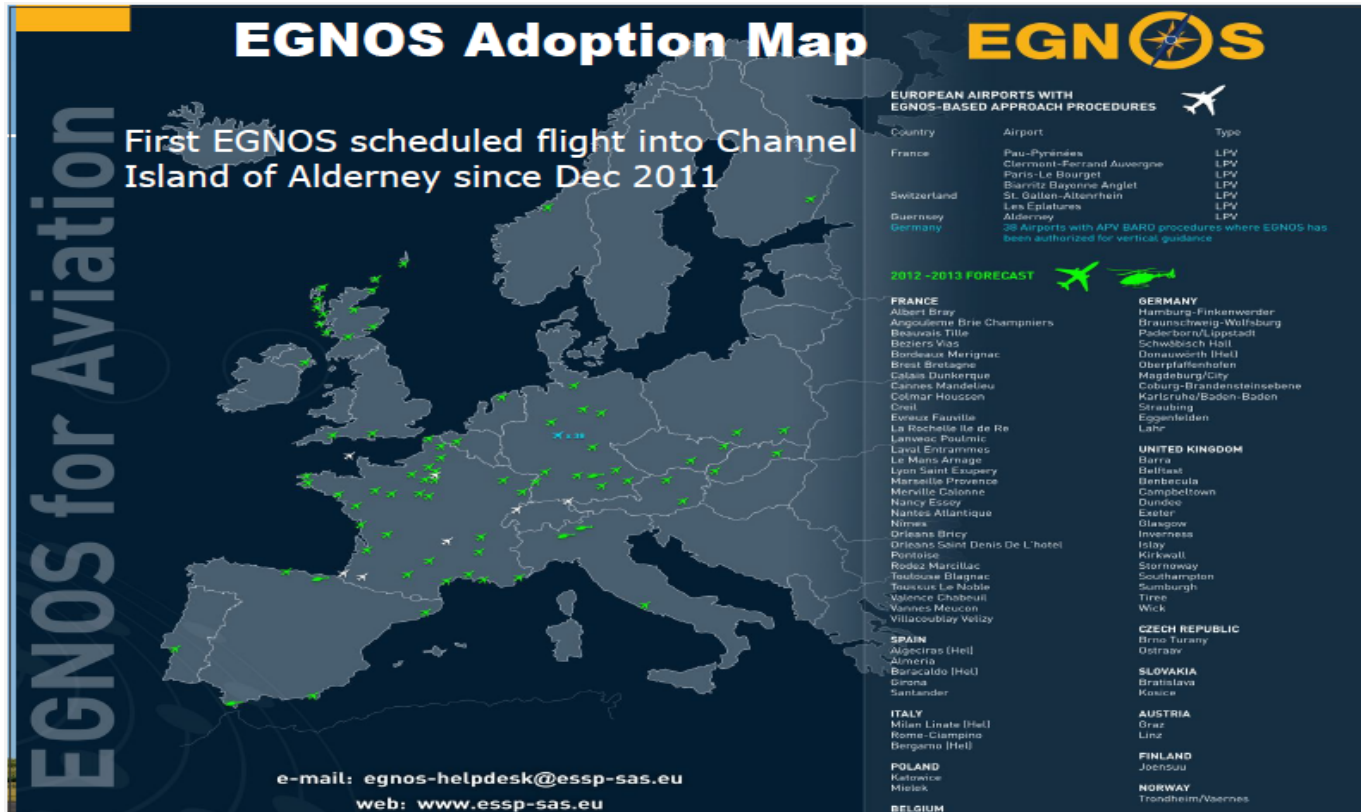 EGNOS Adoption Map
EGNOS
EGNOS for Aviation
First EGNOS scheduled flight into Channel
Island of Alderney since Dec 2011
EUROPEAN AIRPORTS WITH
EGNOS-BASED APPROACH PROCEDURES
Country Airport Type
France Pau-Pyrénées LPV
Clermont-Ferrand Auvergne LPV
Paris-Le Bourget LPV
Biarritz Bayonne Anglet LPV
Switzerland St. Gallen-Altenrhein LPV
Les Eplatures LPV
Guernsey Alderney LPV
Germany 38 Airports with APV BARO procedures where EGNOS has
been authorized for vertical guidance
2012 -2013 FORECAST
FRANCE
Albert Bray
Angouleme Brie Champniers
Beauvais Tille
Beziers Vias
Bordeaux Merignac
Brest Bretagne
Calais Dunkerque
Cannes Mandelieu
Colmar Houssen
Creil
Evreux Fauville
La Rochelle Ile de Re
Lanveoc Poulmic
Laval Entrammes
Le Mans Arnage
Lyon Saint Exupery
Marseille Provence
Merville Calonne
Nancy Essey
Nantes Atlantique
Nîmes
Orleans Bricy
Orleans Saint Denis De L'hotel
Pontoise
Rodez Marcillac
Toulouse Blagnac
Toussus Le Noble
Valence Chabeuil
Vannes Meucon
Villacoublay Velizy
SPAIN
Algeciras (Hel)
Almeria
Baracaldo (Hel)
Girona
Santander
ITALY
Milan Linate (Hel)
Rome-Ciampino
Bergamo (Hel)
POLAND
Katowice
Mielek
BELGIUM
GERMANY
Hamburg-Finkenwerder
Braunschweig-Wolfsburg
Paderborn/Lippstadt
Schwäbisch Hall
Donauwörth (Hel)
Oberpfaffenhofen
Magdeburg/City
Coburg-Brandensteinsebene
Karlsruhe/Baden-Baden
Straubing
Eggenfelden
Lahr
UNITED KINGDOM
Barra
Belftast
Benbecula
Campbeltown
Dundee
Exeter
Glasgow
Inverness
Islay
Kirkwall
Stornoway
Southampton
Sumburgh
Tiree
Wick
CZECH REPUBLIC
Brno Turany
Ostraav
SLOVAKIA
Bratislava
Kosice
AUSTRIA
Graz
Linz
FINLAND
Joensuu
NORWAY
Trondheim/Vaernes
x 38
e-mail: egnos-helpdesk@essp-sas.eu
web: www.essp-sas.eu